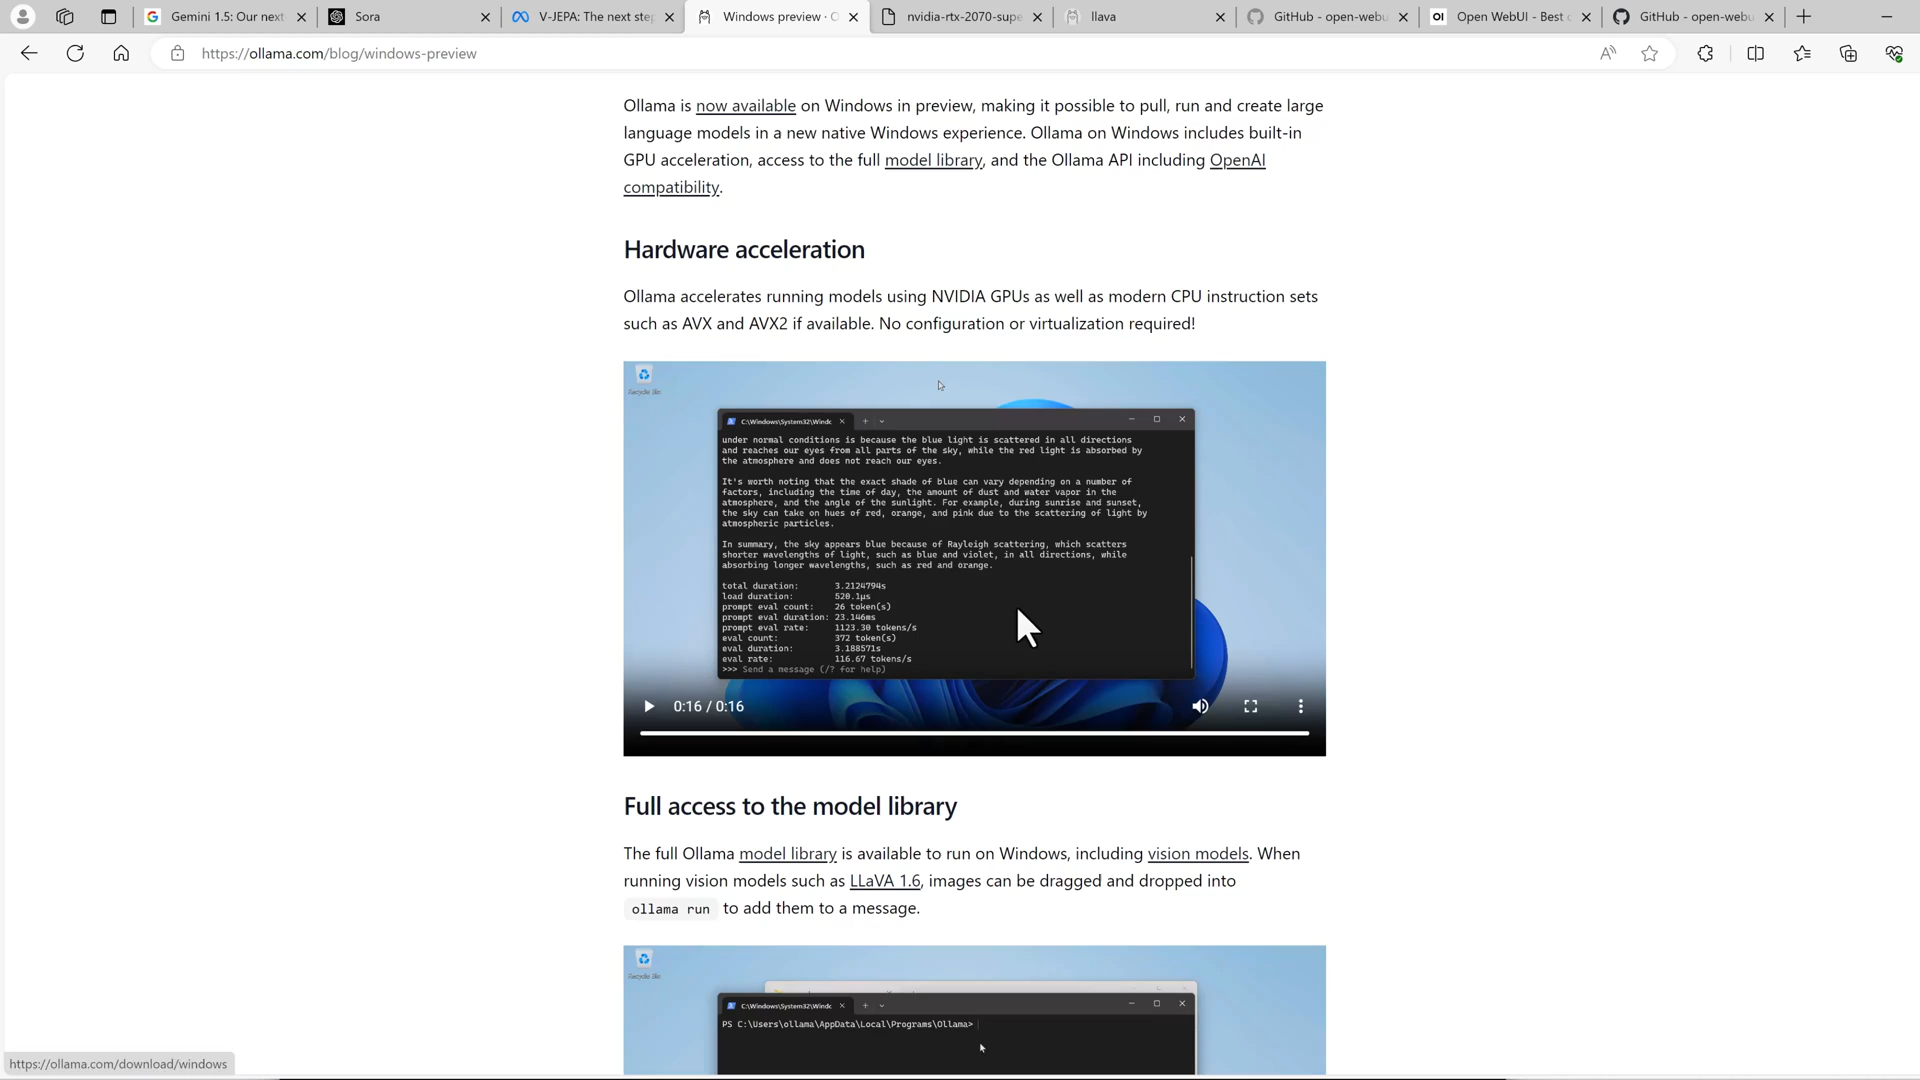 Gemini 1.5: Our next
Sora
V-JEPA: The next step
Windows preview · O
nvidia-rtx-2070-supe
llava
GitHub - open-webu
OI
Open WebUI - Best o
GitHub - open-webu
https://ollama.com/blog/windows-preview
Ollama is now available on Windows in preview, making it possible to pull, run and create large
language models in a new native Windows experience. Ollama on Windows includes built-in
GPU acceleration, access to the full model library, and the Ollama API including OpenAI
compatibility.
Hardware acceleration
Ollama accelerates running models using NVIDIA GPUs as well as modern CPU instruction sets
such as AVX and AVX2 if available. No configuration or virtualization required!
Recycle Bin
C:\Windows\System32\Windc
under normal conditions is because the blue light is scattered in all directions
and reaches our eyes from all parts of the sky, while the red light is absorbed by
the atmosphere and does not reach our eyes.
It's worth noting that the exact shade of blue can vary depending on a number of
factors, including the time of day, the amount of dust and water vapor in the
atmosphere, and the angle of the sunlight. For example, during sunrise and sunset,
the sky can take on hues of red, orange, and pink due to the scattering of light by
atmospheric particles.
In summary, the sky appears blue because of Rayleigh scattering, which scatters
shorter wavelengths of light, such as blue and violet, in all directions, while
absorbing longer wavelengths, such as red and orange.
total duration: 3.2124794s
load duration: 520.1µs
prompt eval count: 26 token(s)
prompt eval duration: 23.146ms
prompt eval rate: 1123.30 tokens/s
eval count: 372 token(s)
eval duration: 3.188571s
eval rate: 116.67 tokens/s
>>> Send a message (/? for help)
0:16 / 0:16
Full access to the model library
The full Ollama model library is available to run on Windows, including vision models. When
running vision models such as LLaVA 1.6, images can be dragged and dropped into
ollama run to add them to a message.
Recycle Bin
C:\Windows\System32\Windc
PS C:\Users\ollama\AppData\Local\Programs\Ollama>
https://ollama.com/download/windows